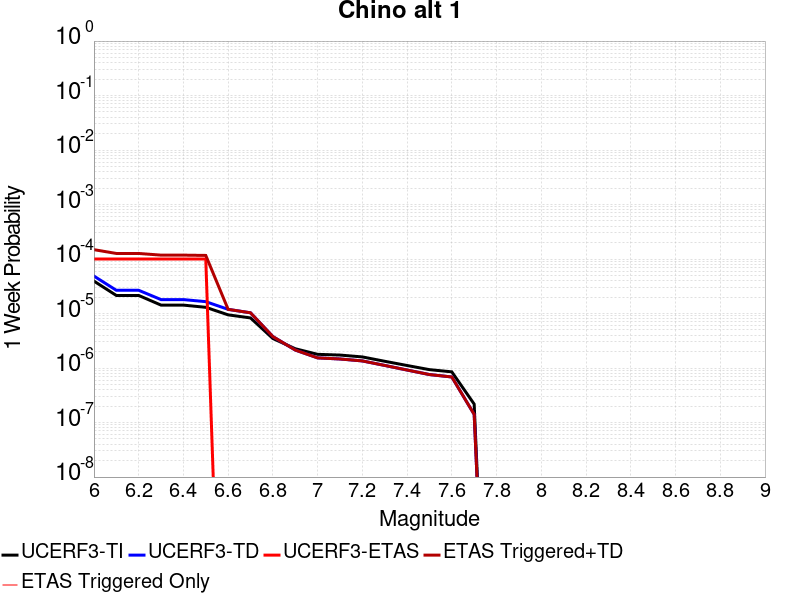 Chino alt 1
10^0
10^-1
10^-2
10^-3
10^-4
10^-5
10^-6
10^-7
10^-8
1 Week Probability
6 6.2 6.4 6.6 6.8 7 7.2 7.4 7.6 7.8 8 8.2 8.4 8.6 8.8 9
Magnitude
UCERF3-TI UCERF3-TD UCERF3-ETAS ETAS Triggered+TD
ETAS Triggered Only